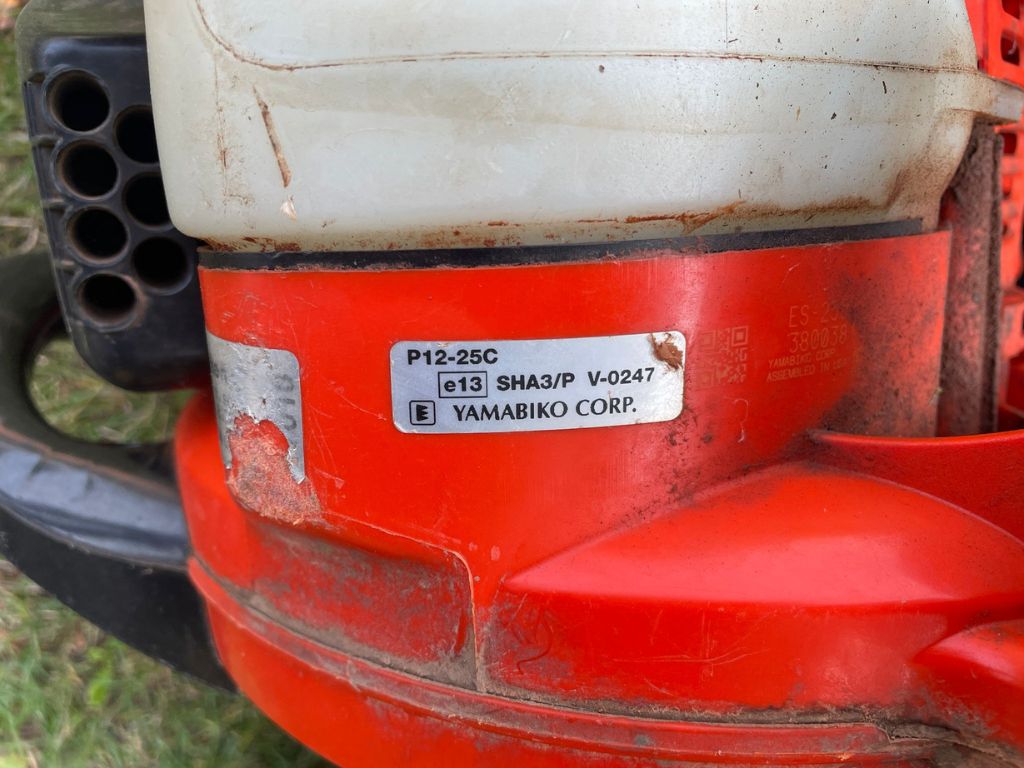 P12-25C
e13 SHA3/P V-0247
E YAMABIKO CORP.
380038
YAMABIKO CORP.
ASSEMBLED IN